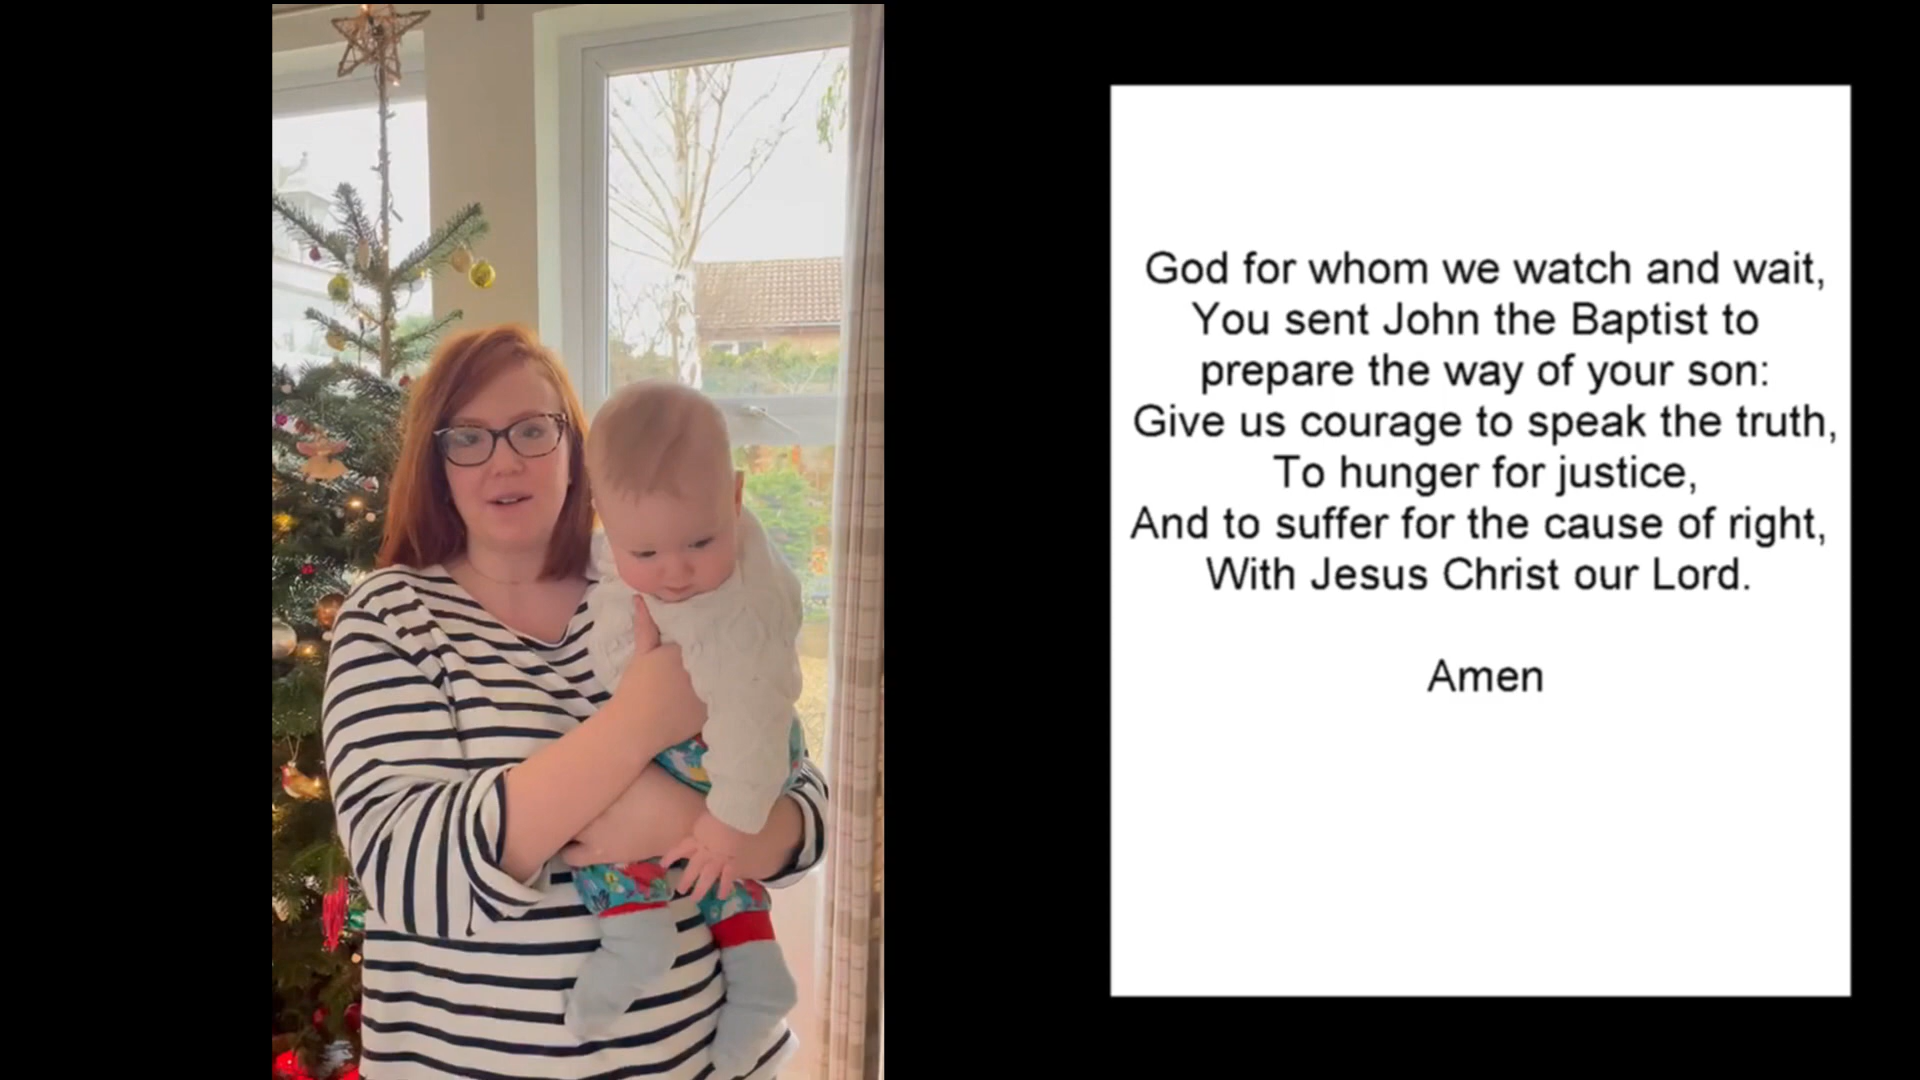 God for whom we watch and wait,
You sent John the Baptist to
prepare the way of your son:
Give us courage to speak the truth,
To hunger for justice,
And to suffer for the cause of right,
With Jesus Christ our Lord.
Amen